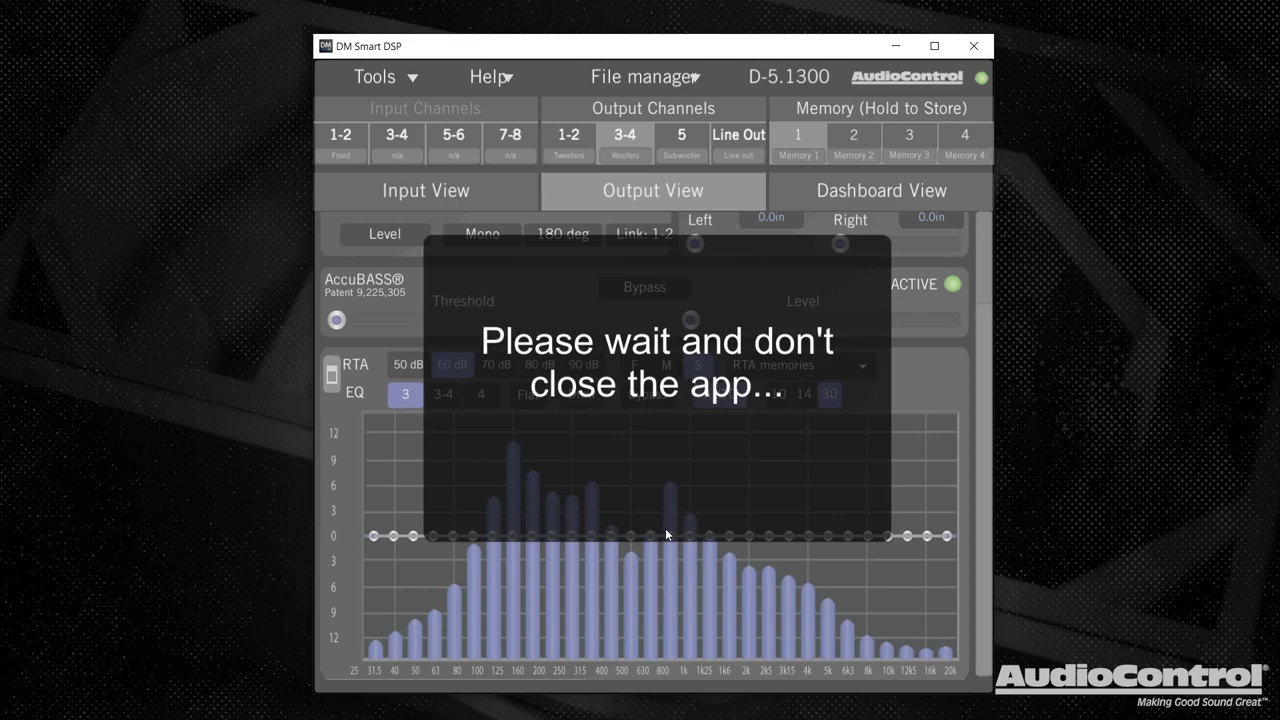 DM Smart DSP
Tools Help File manager D-5.1300 AudioControl
Input Channels Output Channels Memory (Hold to Store)
1-2 3-4 5-6 7-8 1-2 3-4 5 Line Out 1 2 3 4
Front n/a n/a n/a Tweeters Woofers Subwoofer Line out Memory 1 Memory 2 Memory 3 Memory 4
Input View Output View Dashboard View
Left 0.0in Right 0.0in
Level Mono 180 deg Link: 1-2
AccuBASS®
Patent 9,225,305
Threshold Bypass Level ACTIVE
Please wait and don't
close the app...
RTA 50 dB 60 dB 70 dB 80 dB 90 dB F M S RTA memories
EQ 3 3-4 4 14 30
12
9
6
3
0
3
6
9
12
25 31.5 40 50 63 80 100 125 160 200 250 315 400 500 630 800 1k 1k25 1k6 2k 2k5 3k15 4k 5k 6k3 8k 10k 12k5 16k 20k
AudioControl®
Making Good Sound Great™